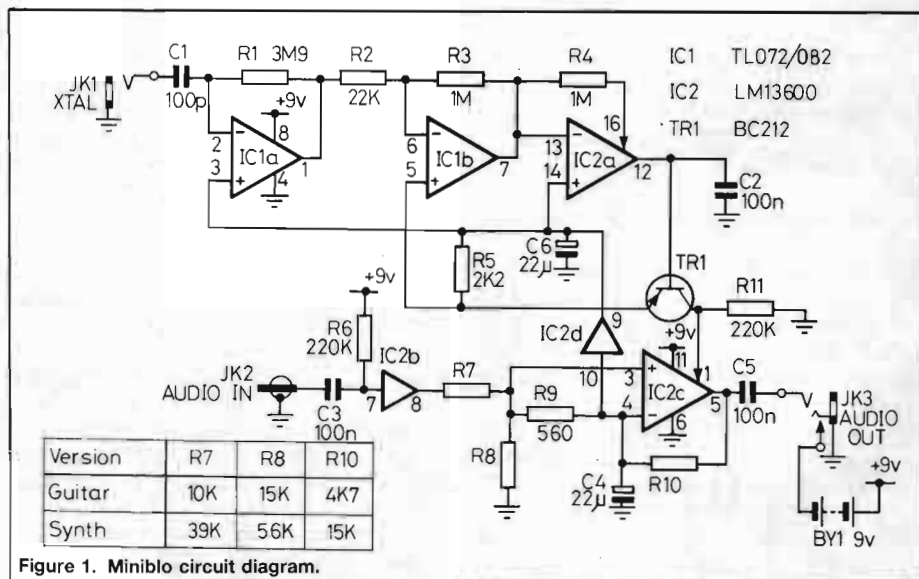 C1
100p
R1 3M9
R2
22K
R3
1M
R4
1M
IC1 TL072/082
IC2 LM13600
TR1 BC212
JK1
XTAL
V
+9v
8
2
3
IC1a
1
4
6
5
IC1b
7
16
13
14
IC2a
12
C2
100n
R5
2K2
C6
22µ
TR1
R11
220K
+9v
R6
220K
IC2b
7
8
JK2
AUDIO IN
C3
100n
R7
IC2d
9
10
+9v
11
3
4
IC2c
1
5
6
C5
100n
V
JK3
AUDIO
OUT
R9
560
R8
C4
22µ
R10
+9v
BY1 9v
Version R7 R8 R10
Guitar 10K 15K 4K7
Synth 39K 56K 15K
Figure 1. Miniblo circuit diagram.